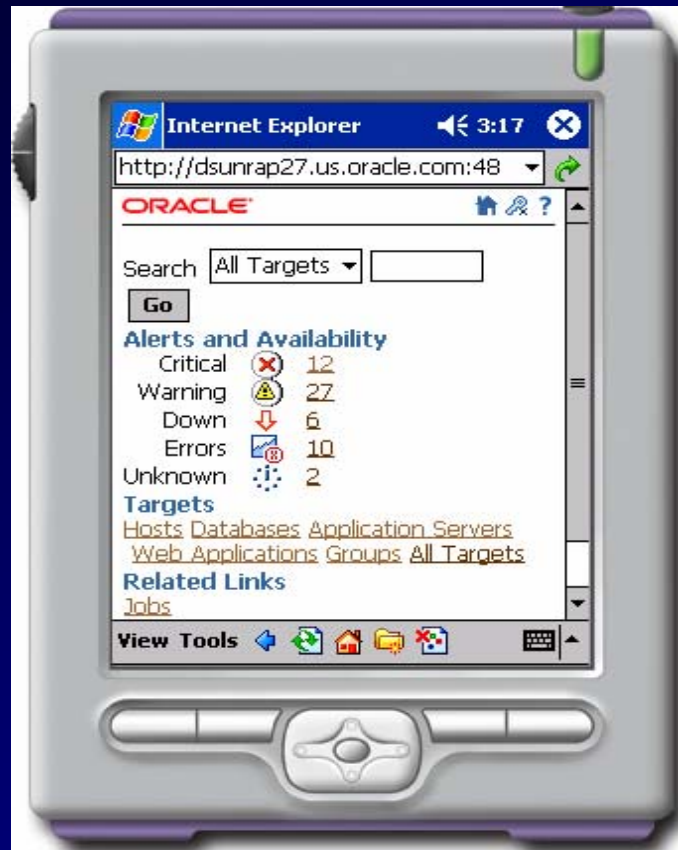 Internet Explorer 3:17
http://dsunrap27.us.oracle.com:48
ORACLE ?
Search All Targets
Go
Alerts and Availability
Critical 12
Warning 27
Down 6
Errors 10
Unknown 2
Targets
Hosts Databases Application Servers
Web Applications Groups All Targets
Related Links
Jobs
View Tools